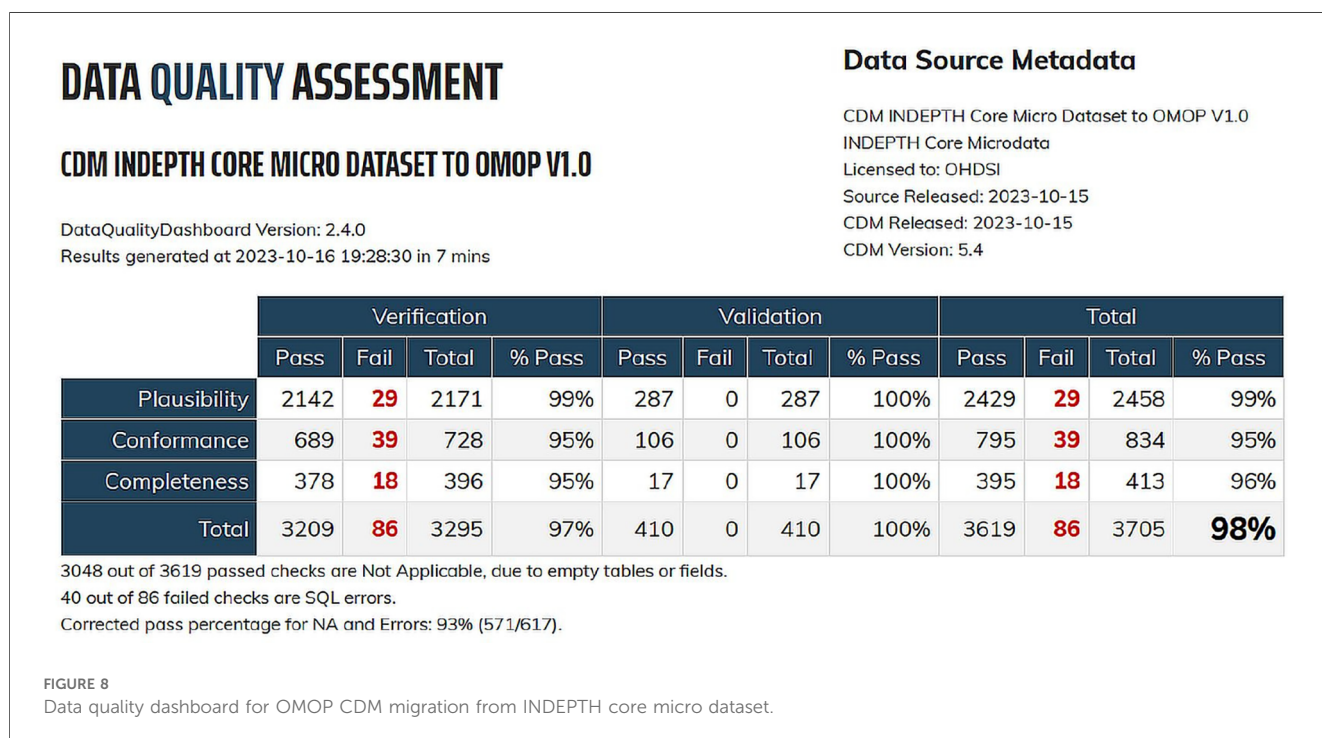 DATA QUALITY ASSESSMENT
CDM INDEPTH CORE MICRO DATASET TO OMOP V1.0
DataQualityDashboard Version: 2.4.0
Results generated at 2023-10-16 19:28:30 in 7 mins
Data Source Metadata
CDM INDEPTH Core Micro Dataset to OMOP V1.0
INDEPTH Core Microdata
Licensed to: OHDSI
Source Released: 2023-10-15
CDM Released: 2023-10-15
CDM Version: 5.4
Verification Validation Total
Pass Fail Total % Pass Pass Fail Total % Pass Pass Fail Total % Pass
Plausibility 2142 29 2171 99% 287 0 287 100% 2429 29 2458 99%
Conformance 689 39 728 95% 106 0 106 100% 795 39 834 95%
Completeness 378 18 396 95% 17 0 17 100% 395 18 413 96%
Total 3209 86 3295 97% 410 0 410 100% 3619 86 3705 98%
3048 out of 3619 passed checks are Not Applicable, due to empty tables or fields.
40 out of 86 failed checks are SQL errors.
Corrected pass percentage for NA and Errors: 93% (571/617).
FIGURE 8
Data quality dashboard for OMOP CDM migration from INDEPTH core micro dataset.